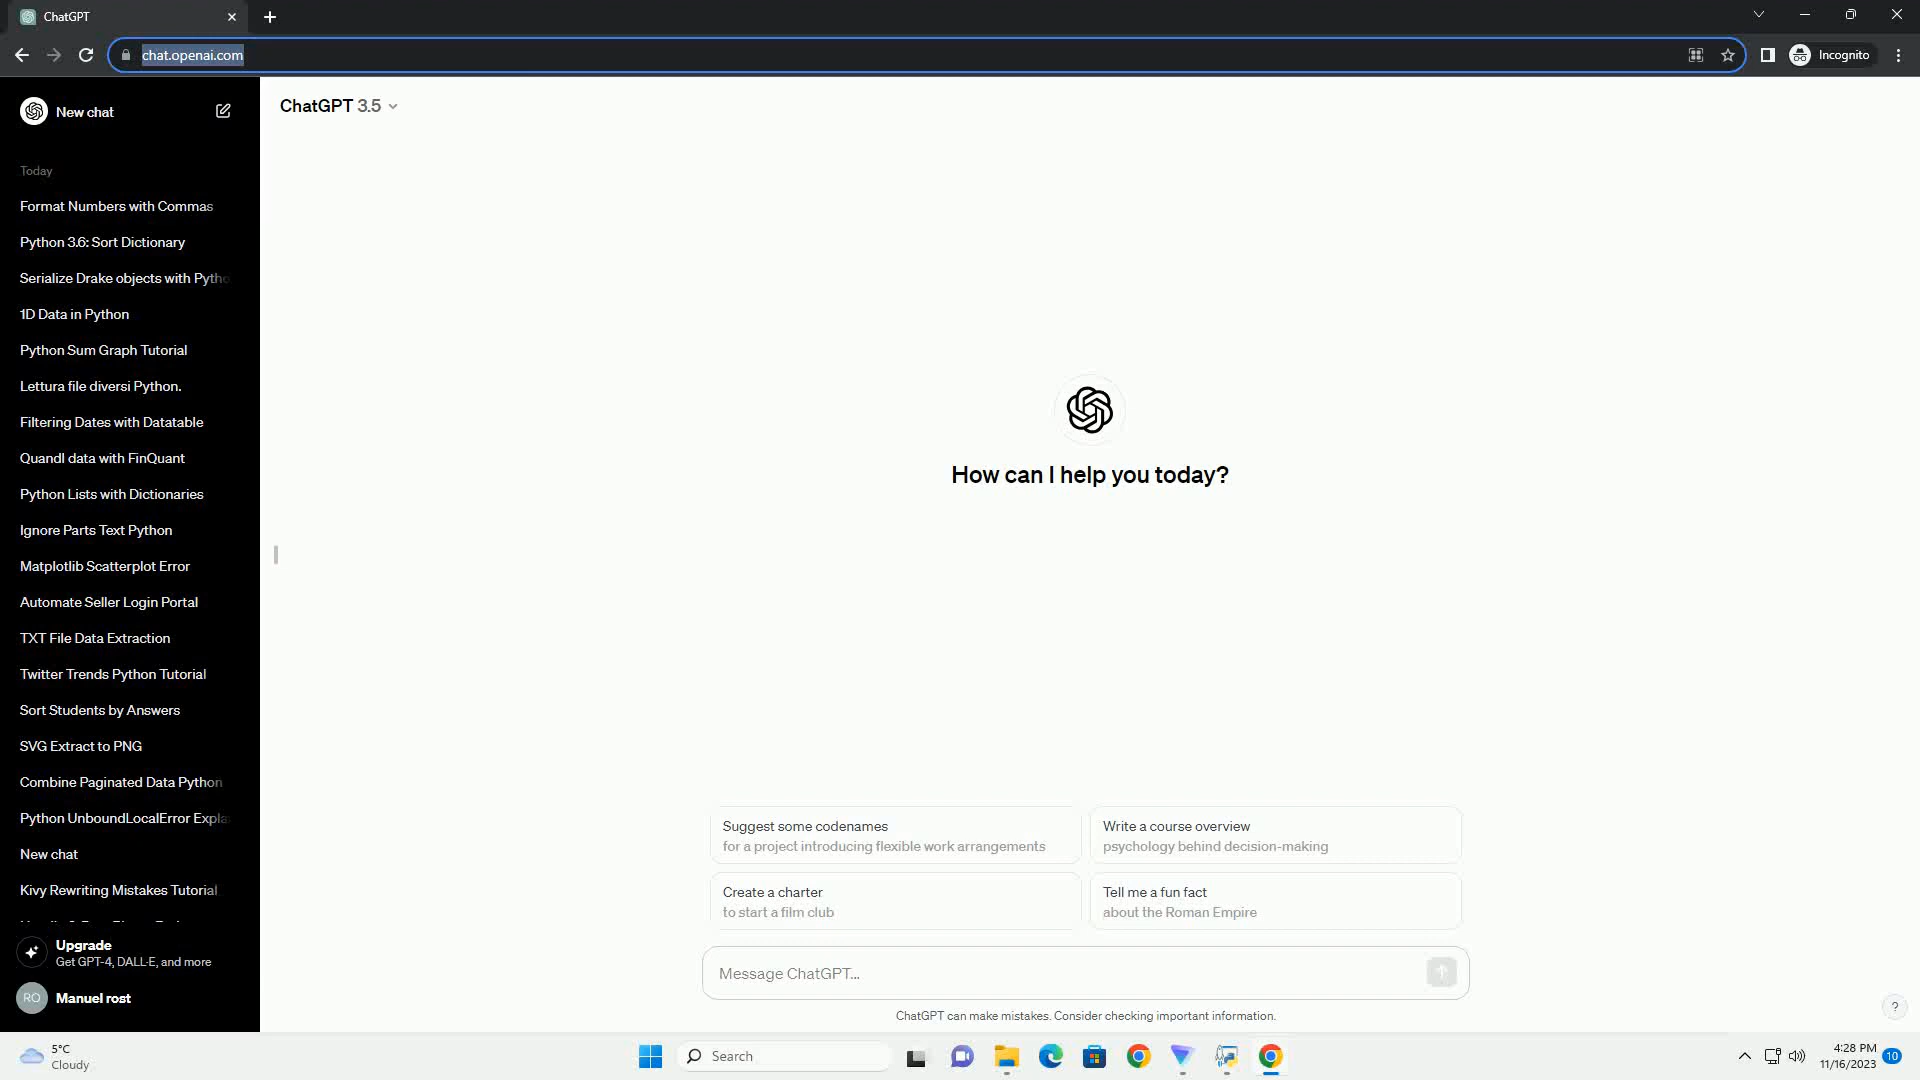 ChatGPT
chat.openai.com
Incognito
New chat
ChatGPT 3.5
Today
Format Numbers with Commas
Python 3.6: Sort Dictionary
Serialize Drake objects with Pytho
1D Data in Python
Python Sum Graph Tutorial
Lettura file diversi Python.
Filtering Dates with Datatable
Quandl data with FinQuant
Python Lists with Dictionaries
Ignore Parts Text Python
Matplotlib Scatterplot Error
Automate Seller Login Portal
TXT File Data Extraction
Twitter Trends Python Tutorial
Sort Students by Answers
SVG Extract to PNG
Combine Paginated Data Python
Python UnboundLocalError Expla
New chat
Kivy Rewriting Mistakes Tutorial
Upgrade
Get GPT-4, DALL·E, and more
RO
Manuel rost
How can I help you today?
Suggest some codenames
for a project introducing flexible work arrangements
Write a course overview
psychology behind decision-making
Create a charter
to start a film club
Tell me a fun fact
about the Roman Empire
Message ChatGPT...
ChatGPT can make mistakes. Consider checking important information.
?
5°C
Cloudy
Search
4:28 PM
11/16/2023
10